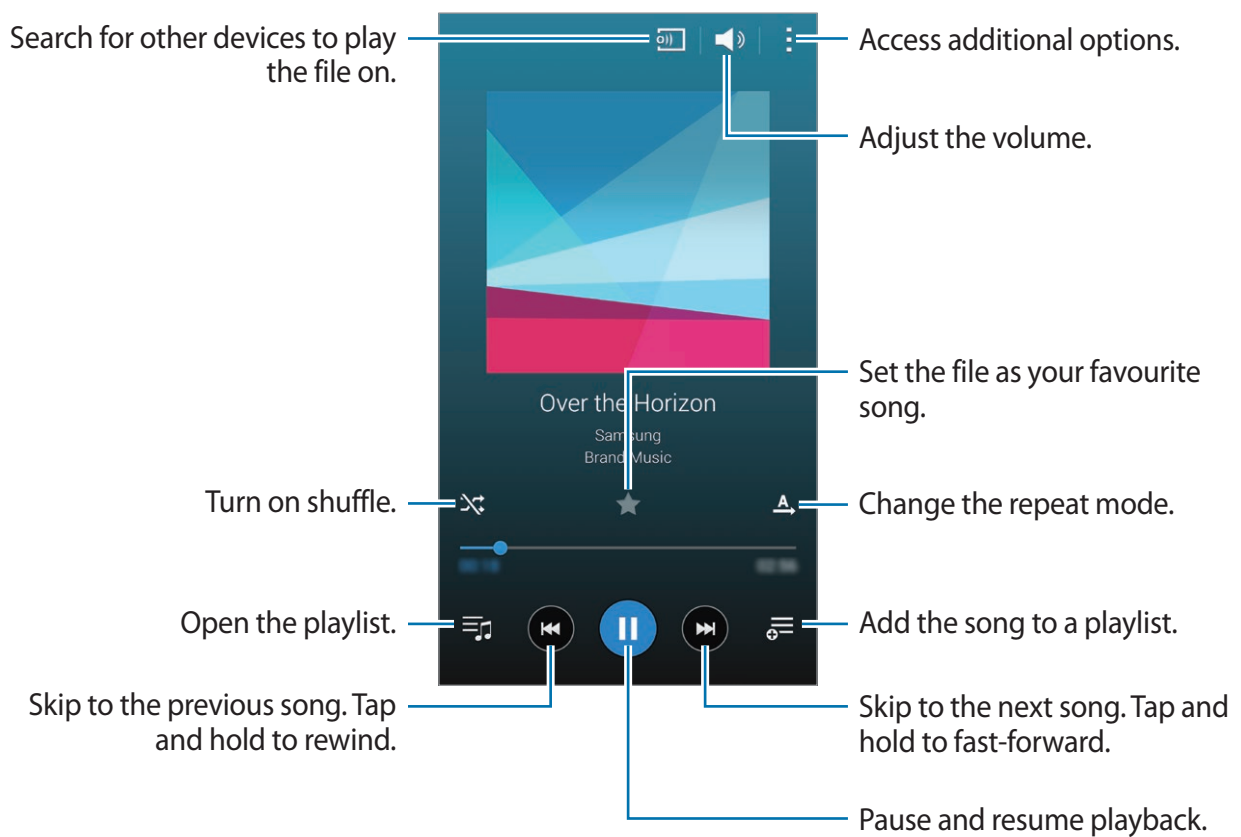 Search for other devices to play
the file on.
Access additional options.
Adjust the volume.
Set the file as your favourite
song.
Over the Horizon
Samsung
Brand Music
Turn on shuffle.
A
Change the repeat mode.
Open the playlist.
Add the song to a playlist.
Skip to the previous song. Tap
and hold to rewind.
Skip to the next song. Tap and
hold to fast-forward.
Pause and resume playback.